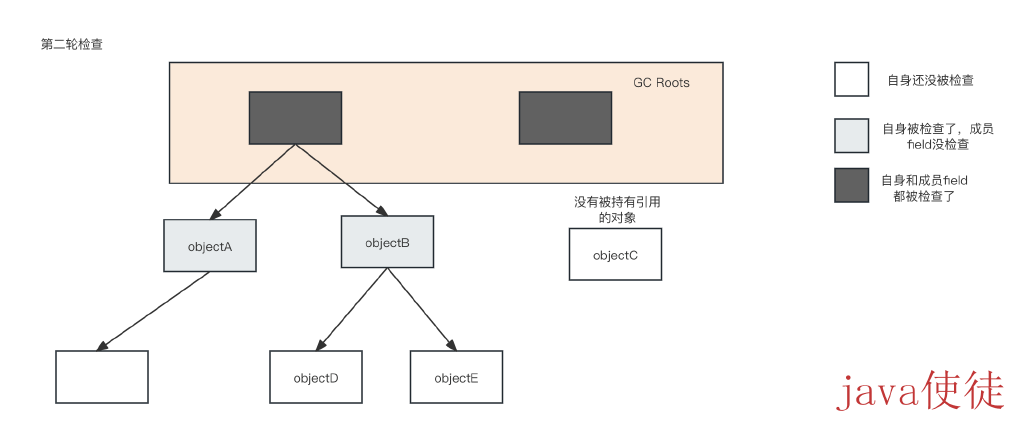 第二轮检查
GC Roots
自身还没被检查
自身被检查了，成员
field没检查
自身和成员field
都被检查了
没有被持有引用
的对象
objectA
objectB
objectC
objectD
objectE
java使徒